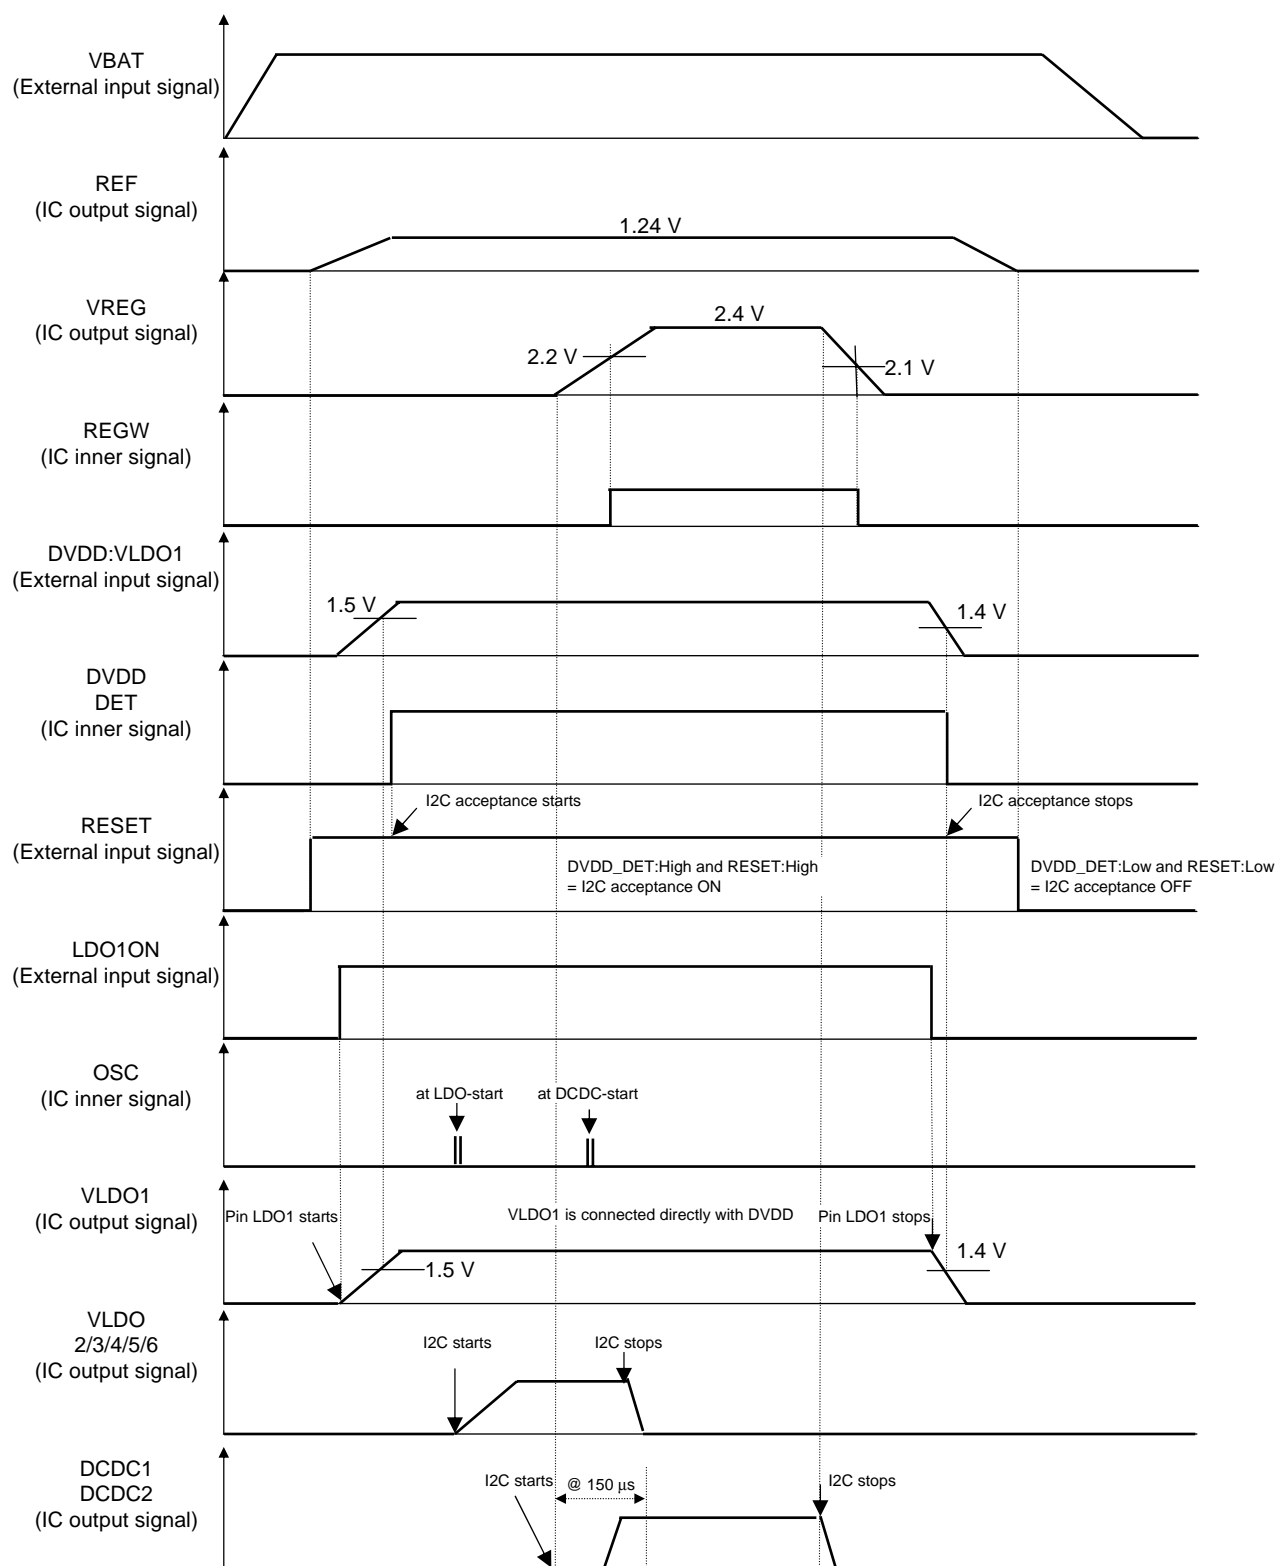 VBAT
(External input signal)
REF
(IC output signal)
1.24 V
VREG
(IC output signal)
2.4 V
2.2 V
2.1 V
REGW
(IC inner signal)
DVDD:VLDO1
(External input signal)
1.5 V
1.4 V
DVDD
DET
(IC inner signal)
I2C acceptance starts
I2C acceptance stops
RESET
(External input signal)
DVDD_DET:High and RESET:High
= I2C acceptance ON
DVDD_DET:Low and RESET:Low
= I2C acceptance OFF
LDO1ON
(External input signal)
OSC
(IC inner signal)
at LDO-start
at DCDC-start
VLDO1
(IC output signal)
Pin LDO1 starts
VLDO1 is connected directly with DVDD
Pin LDO1 stops
1.5 V
1.4 V
VLDO
2/3/4/5/6
(IC output signal)
I2C starts
I2C stops
DCDC1
DCDC2
(IC output signal)
I2C starts
@ 150 μs
I2C stops